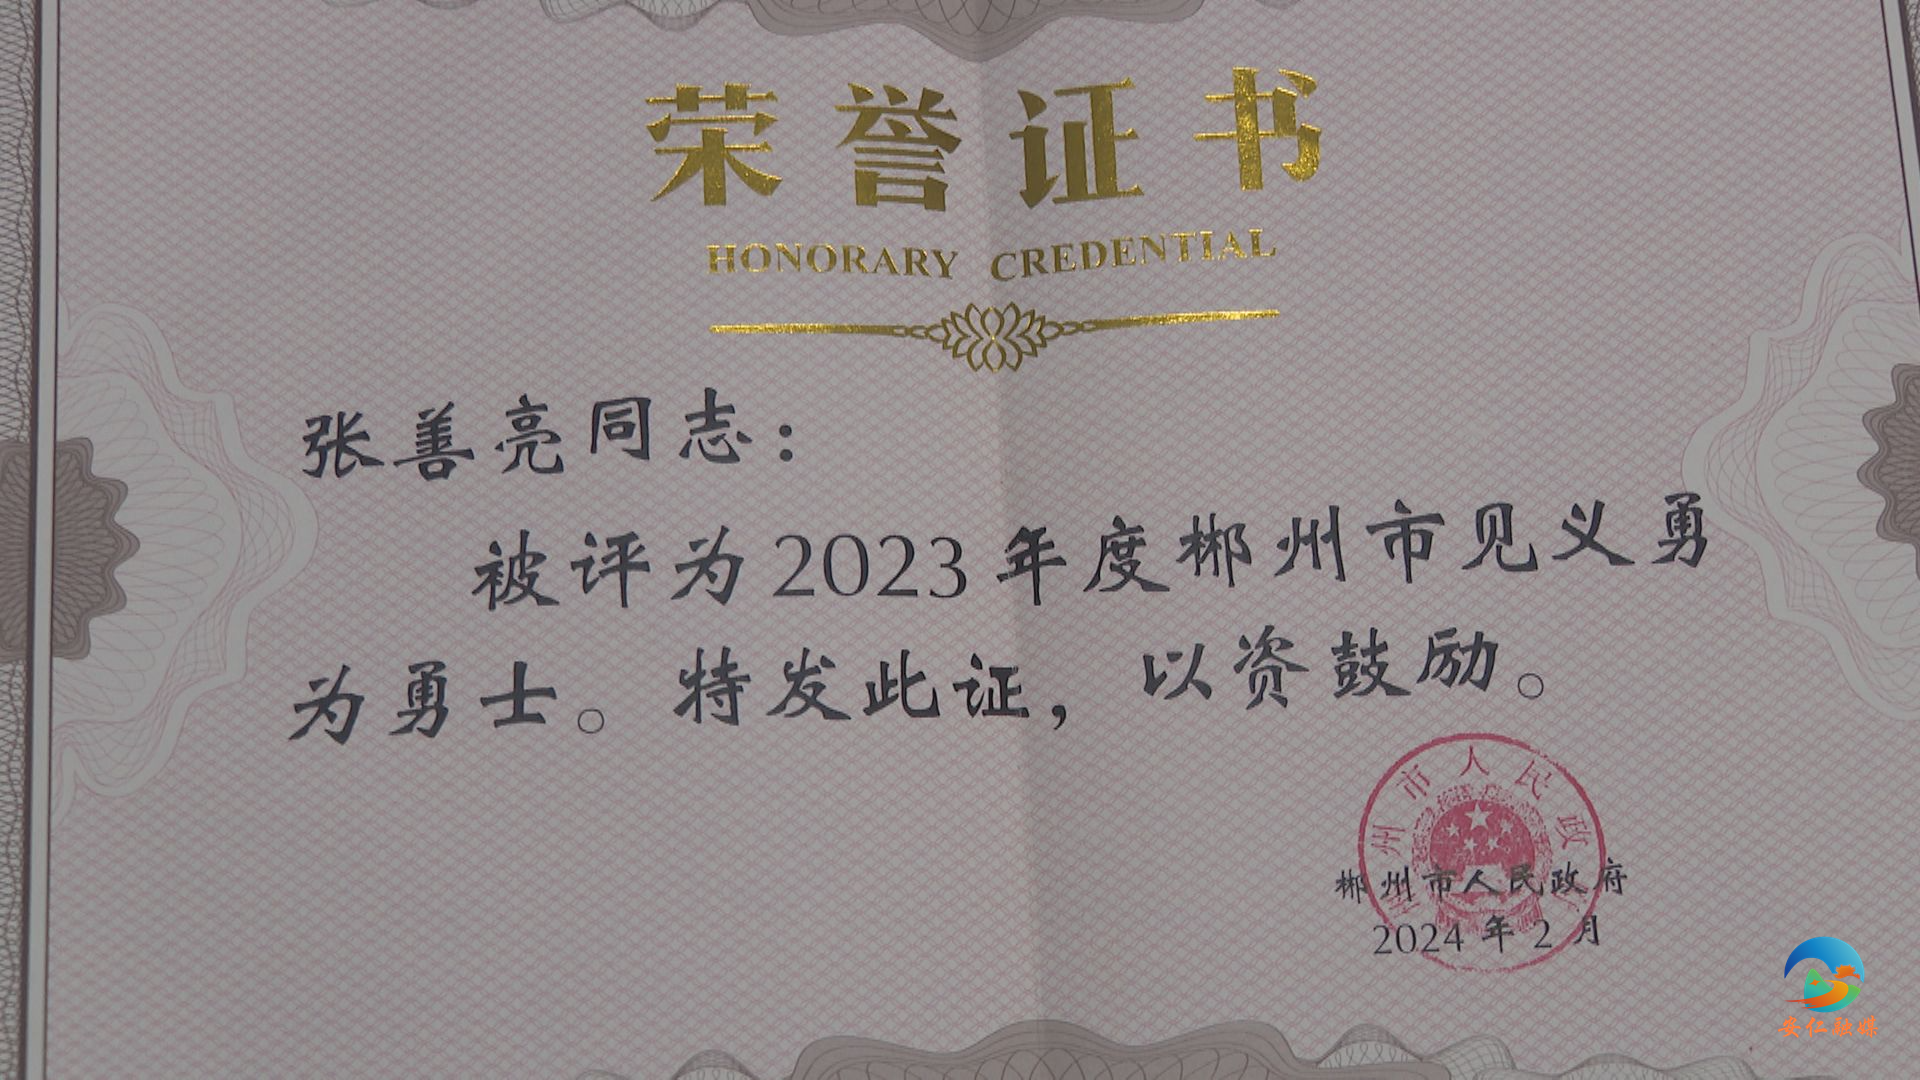 荣誉证书
HONORARY CREDENTIAL
张善亮同志：
被评为2023年度郴州市见义勇
为勇士。特发此证，以资鼓励。
州市人民政
郴州市人民政府
2024年2月
安仁融媒